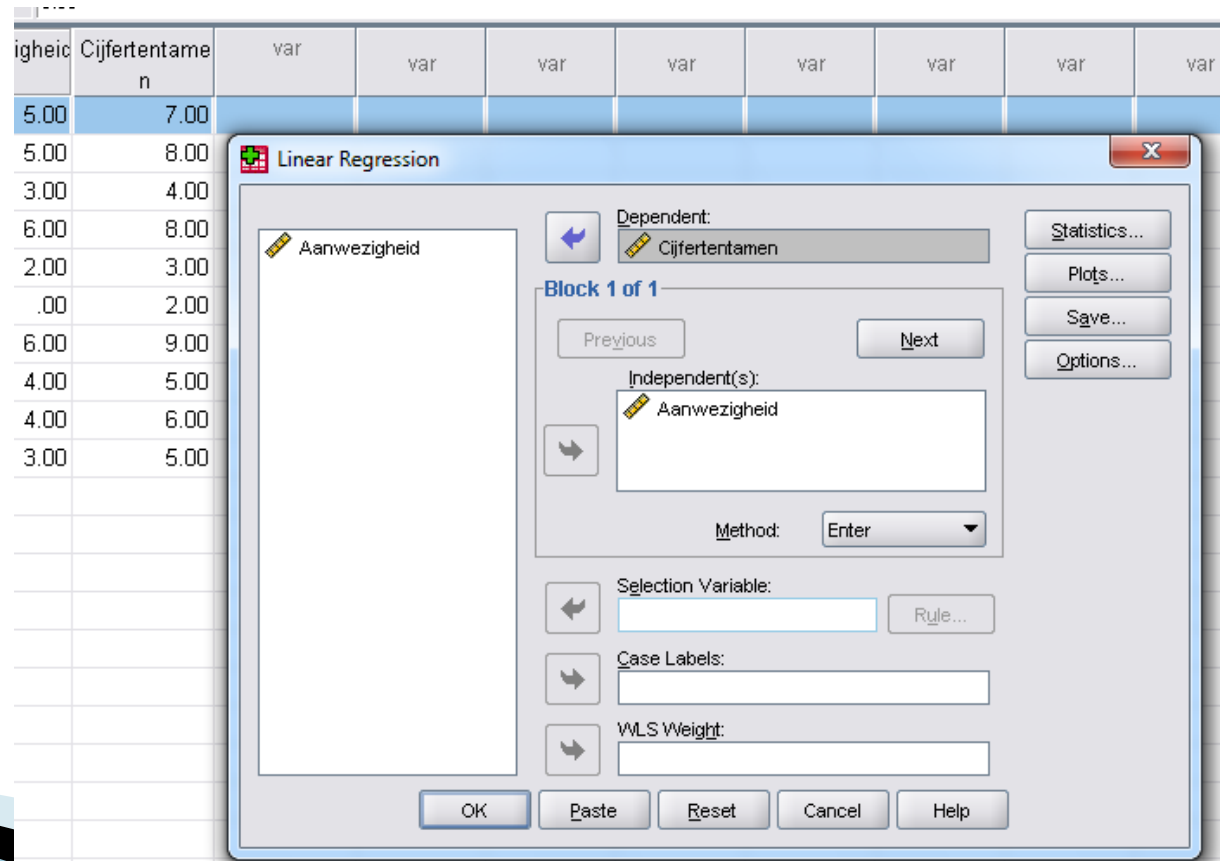 igheid Cijfertentame
n var var var var var var var var
5.00 7.00
5.00 8.00
3.00 4.00
6.00 8.00
2.00 3.00
.00 2.00
6.00 9.00
4.00 5.00
4.00 6.00
3.00 5.00
Linear Regression
Aanwezigheid
Dependent:
Cijfertentamen
Block 1 of 1
Previous Next
Independent(s):
Aanwezigheid
Method: Enter
Selection Variable:
Rule...
Case Labels:
WLS Weight:
Statistics...
Plots...
Save...
Options...
OK Paste Reset Cancel Help